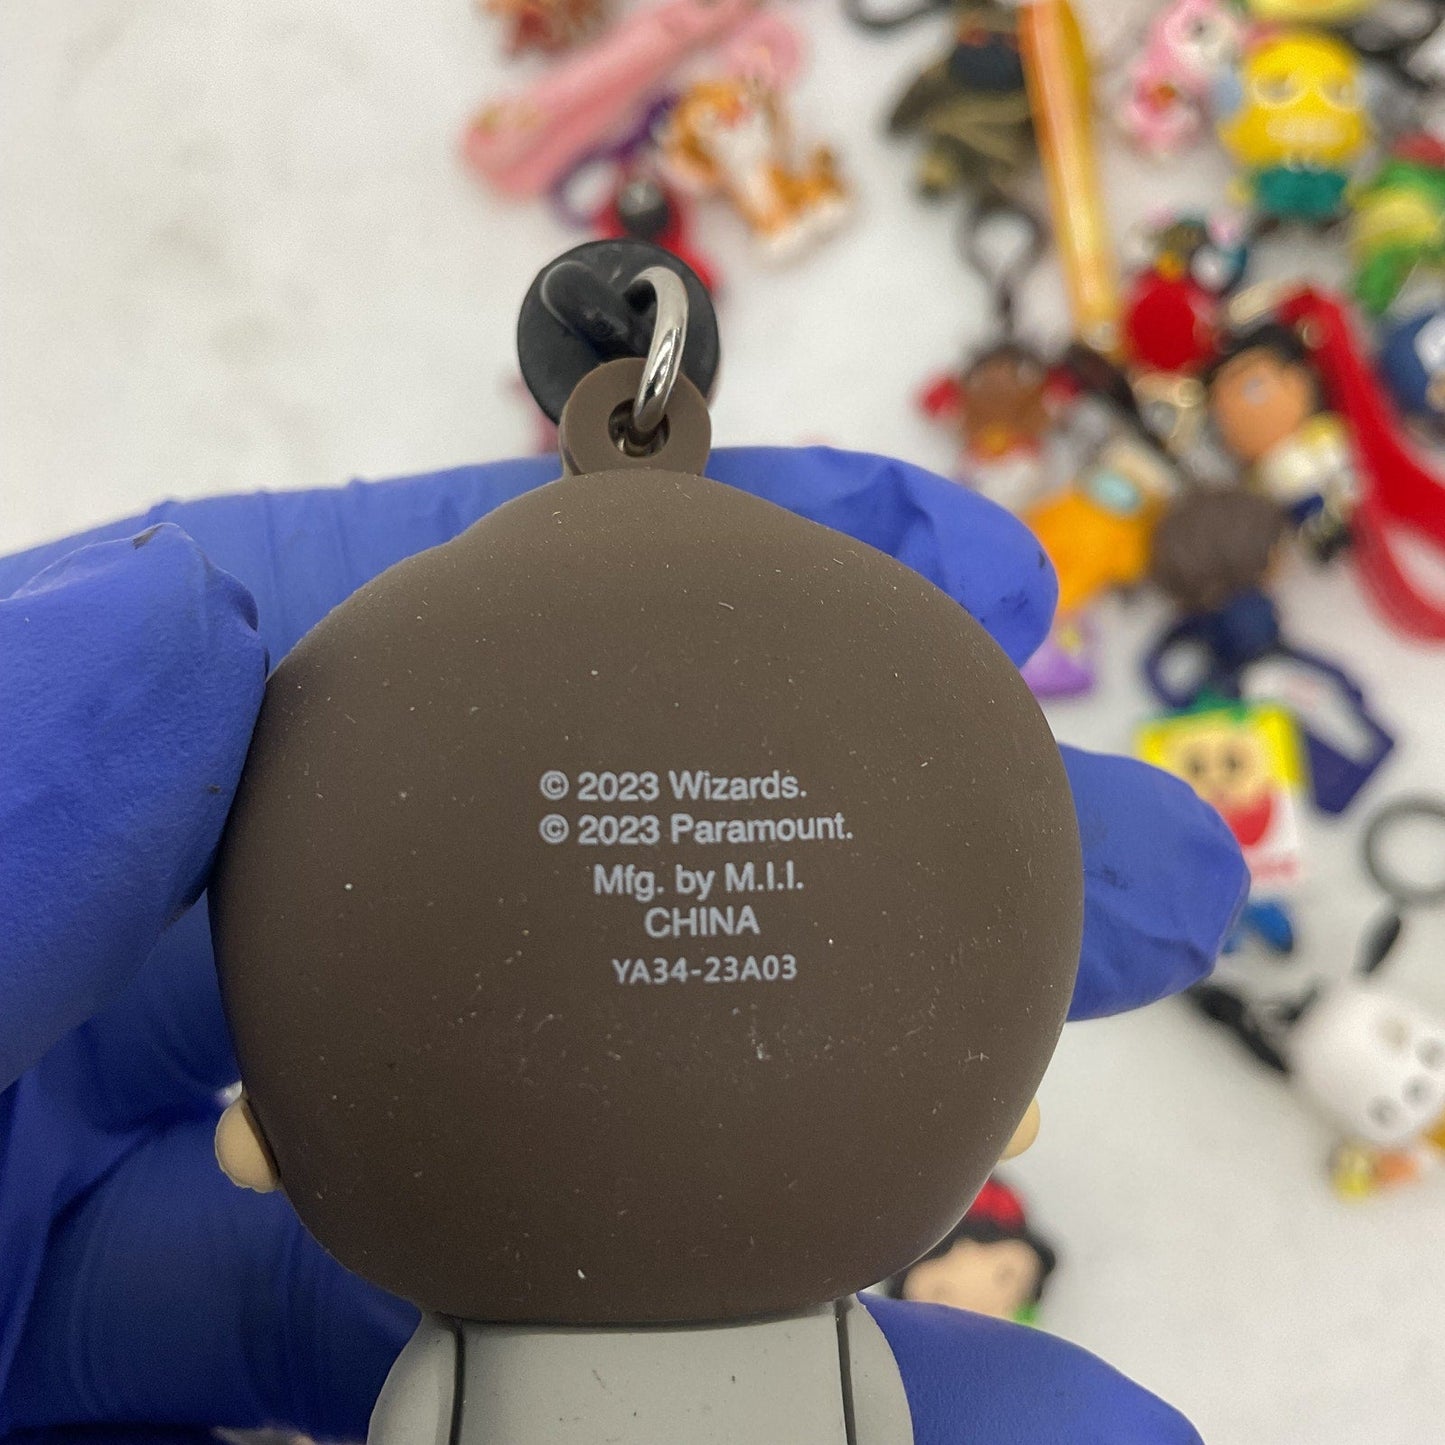 © 2023 Wizards.
© 2023 Paramount.
Mfg. by M.I.I.
CHINA
YA34-23A03